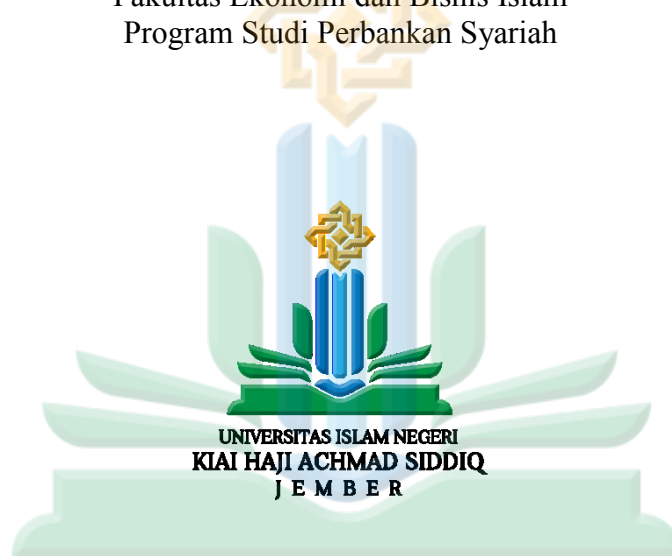 Fakultas Ekonomi dan Bisnis Islam
Program Studi Perbankan Syariah
UNIVERSITAS ISLAM NEGERI
KIAI HAJI ACHMAD SIDDIQ
J E M B E R